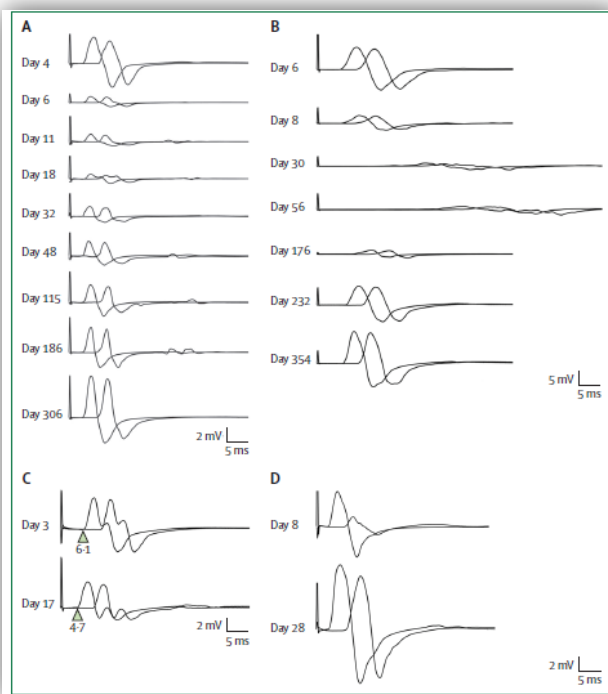 A
Day 4
Day 6
Day 11
Day 18
Day 32
Day 48
Day 115
Day 186
Day 306
2 mV
5 ms
B
Day 6
Day 8
Day 30
Day 56
Day 176
Day 232
Day 354
5 mV
5 ms
C
Day 3
6·1
Day 17
4·7
2 mV
5 ms
D
Day 8
Day 28
2 mV
5 ms